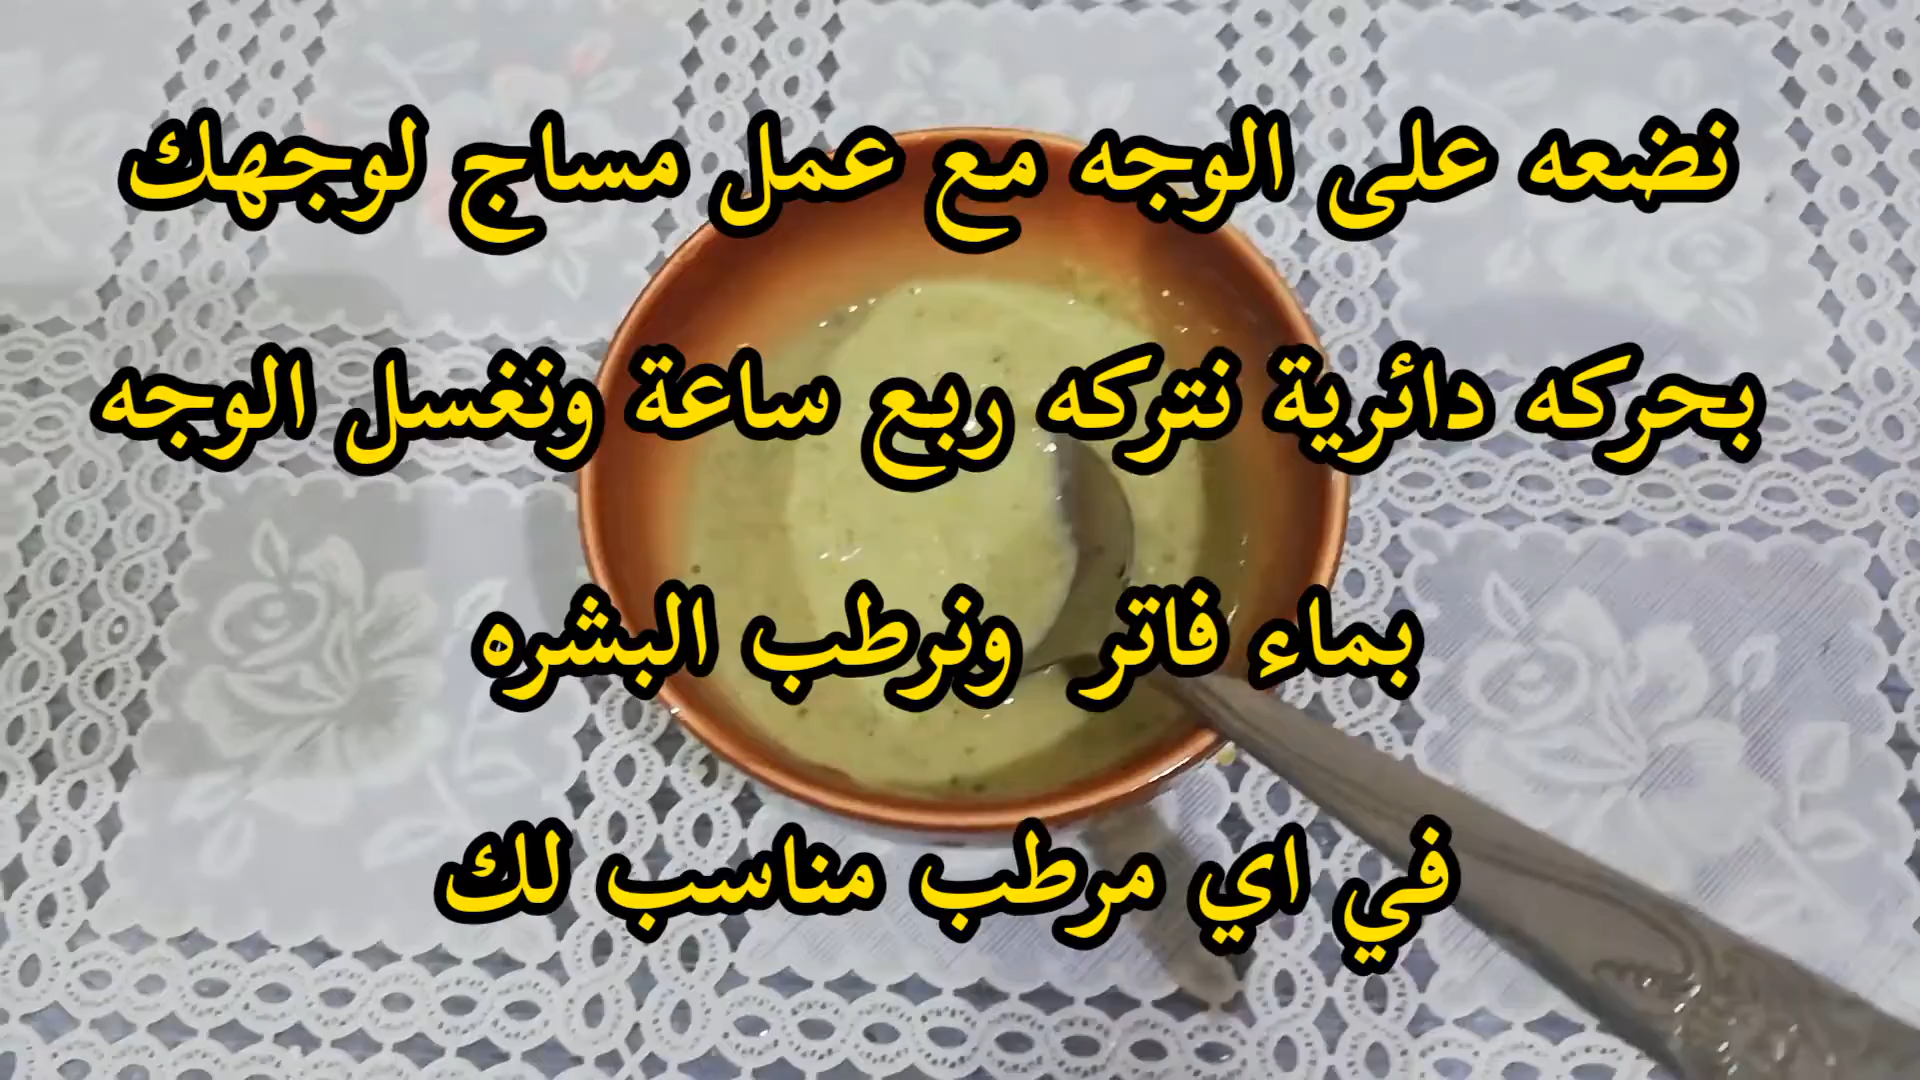 نضعه على الوجه مع عمل مساج لوجهك
بحركه دائرية نتركه ربع ساعة ونغسل الوجه
بماء فاتر ونرطب البشره
في اي مرطب مناسب لك